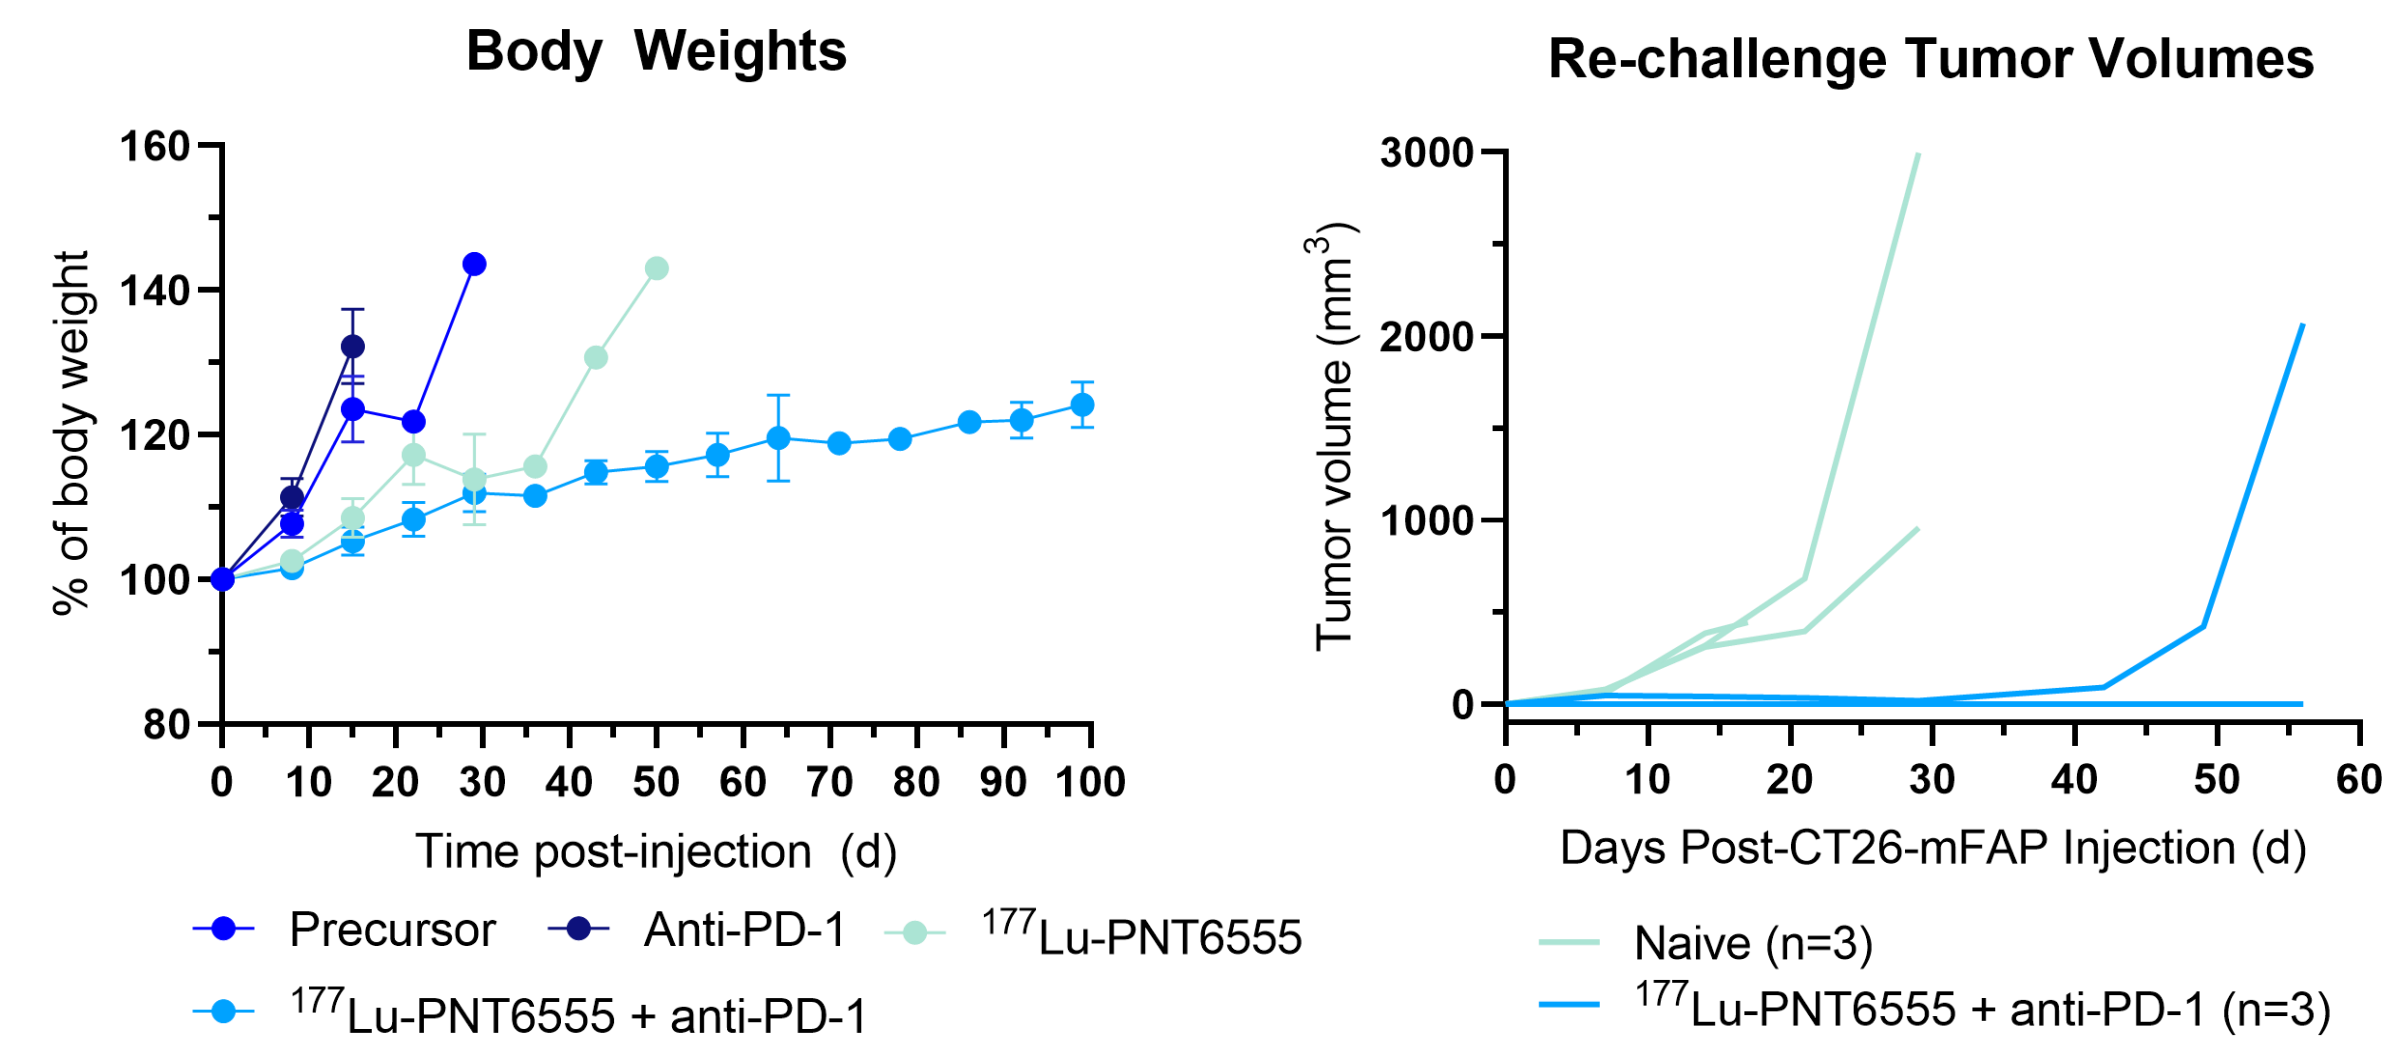 Body Weights
Re-challenge Tumor Volumes
160
140
120
100
80
% of body weight
0 10 20 30 40 50 60 70 80 90 100
Time post-injection (d)
Precursor
Anti-PD-1
¹⁷⁷Lu-PNT6555
¹⁷⁷Lu-PNT6555 + anti-PD-1
3000
2000
1000
0
Tumor volume (mm³)
0 10 20 30 40 50 60
Days Post-CT26-mFAP Injection (d)
Naive (n=3)
¹⁷⁷Lu-PNT6555 + anti-PD-1 (n=3)